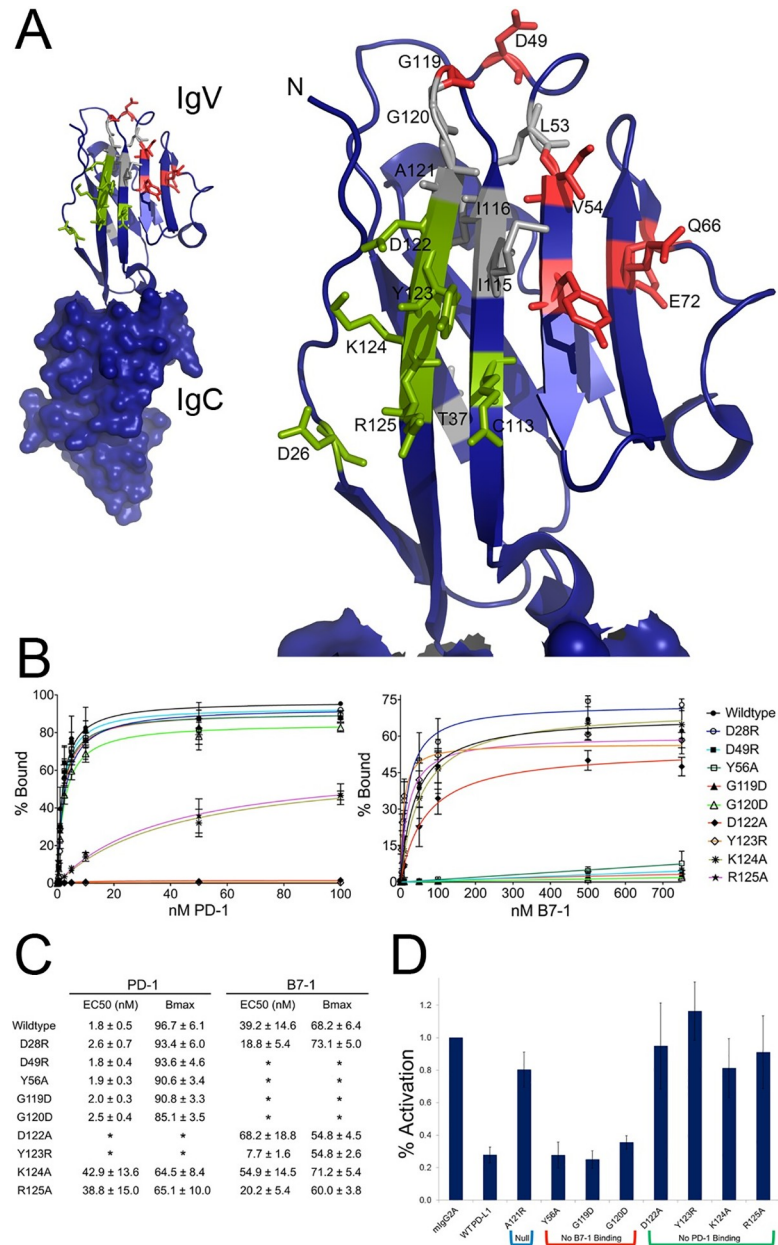 A
IgV
IgC
N
D49
G119
G120
L53
A121
I116
V54
D122
Q66
Y123
I115
E72
K124
R125
T37
C113
D26
B
% Bound
100
80
60
40
20
0
0
20
40
60
80
100
nM PD-1
% Bound
75
60
45
30
15
0
0
100
200
300
400
500
600
700
nM B7-1
Wildtype
D28R
D49R
Y56A
G119D
G120D
D122A
Y123R
K124A
R125A
C
PD-1 B7-1
EC50 (nM) Bmax EC50 (nM) Bmax
Wildtype 1.8 ± 0.5 96.7 ± 6.1 39.2 ± 14.6 68.2 ± 6.4
D28R 2.6 ± 0.7 93.4 ± 6.0 18.8 ± 5.4 73.1 ± 5.0
D49R 1.8 ± 0.4 93.6 ± 4.6 * *
Y56A 1.9 ± 0.3 90.6 ± 3.4 * *
G119D 2.0 ± 0.3 90.8 ± 3.3 * *
G120D 2.5 ± 0.4 85.1 ± 3.5 * *
D122A * * 68.2 ± 18.8 54.8 ± 4.5
Y123R * * 7.7 ± 1.6 54.8 ± 2.6
K124A 42.9 ± 13.6 64.5 ± 8.4 54.9 ± 14.5 71.2 ± 5.4
R125A 38.8 ± 15.0 65.1 ± 10.0 20.2 ± 5.4 60.0 ± 3.8
D
% Activation
1.2
1.0
0.8
0.6
0.4
0.2
0.0
mIgG2A
WT PD-L1
A121R
Y56A
G119D
G120D
D122A
Y123R
K124A
R125A
Null
No B7-1 Binding
No PD-1 Binding